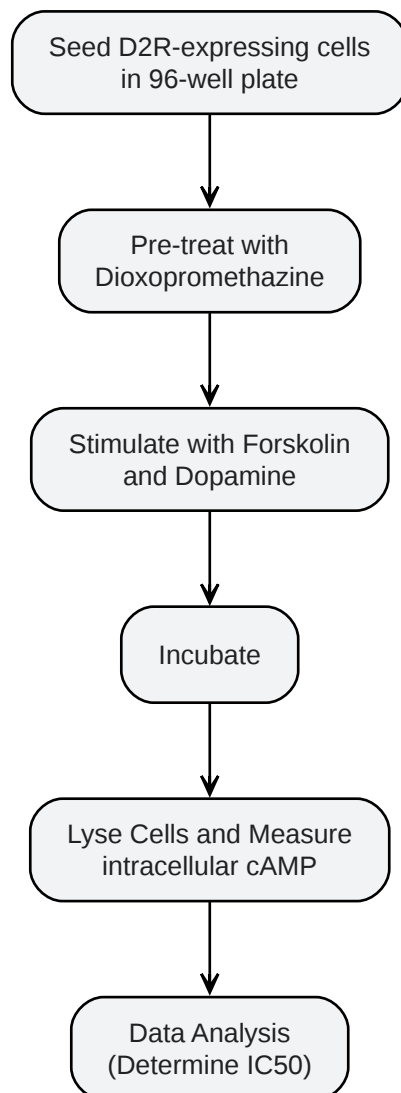 Seed D2R-expressing cells
in 96-well plate
Pre-treat with
Dioxopromethazine
Stimulate with Forskolin
and Dopamine
Incubate
Lyse Cells and Measure
intracellular cAMP
Data Analysis
(Determine IC50)